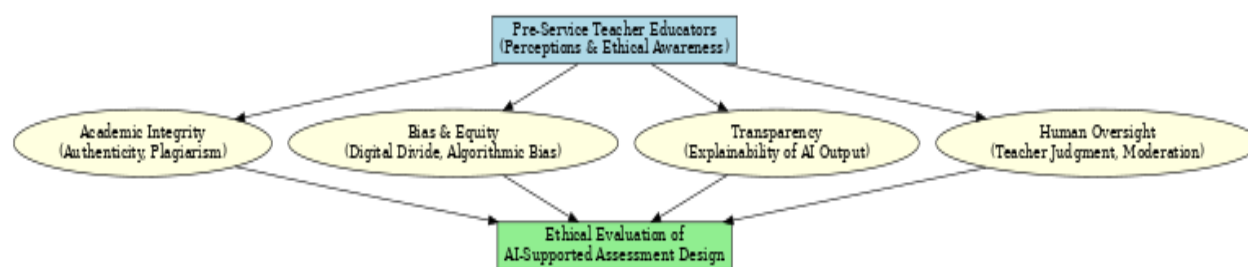 Pre-Service Teacher Educators
(Perceptions & Ethical Awareness)
Academic Integrity
(Authenticity, Plagiarism)
Bias & Equity
(Digital Divide, Algorithmic Bias)
Transparency
(Explainability of AI Output)
Human Oversight
(Teacher Judgment, Moderation)
Ethical Evaluation of
AI-Supported Assessment Design